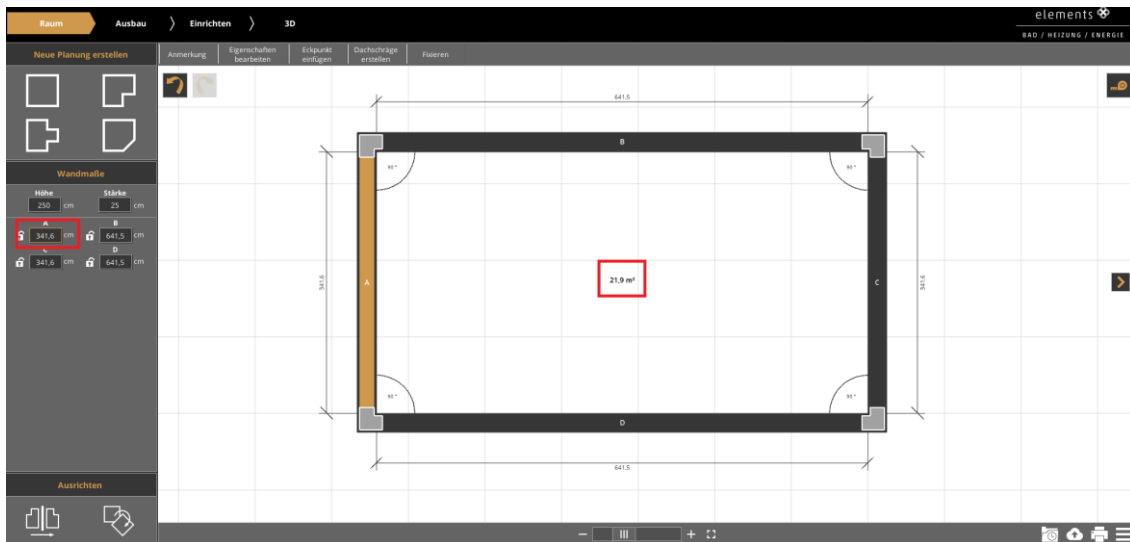 Raum
Ausbau
Einrichten
3D
elements
BAD / HEIZUNG / ENERGIE
Neue Planung erstellen
Anmerkung
Eigenschaften
bearbeiten
Eckpunkt
einfügen
Dachschräge
erstellen
Fixieren
641,5
B
90 °
90 °
Wandmaße
Höhe
Stärke
250 cm
25 cm
A
B
341,6 cm
641,5 cm
C
D
341,6 cm
641,5 cm
341,6
A
21,9 m²
C
341,6
90 °
90 °
D
641,5
Ausrichten